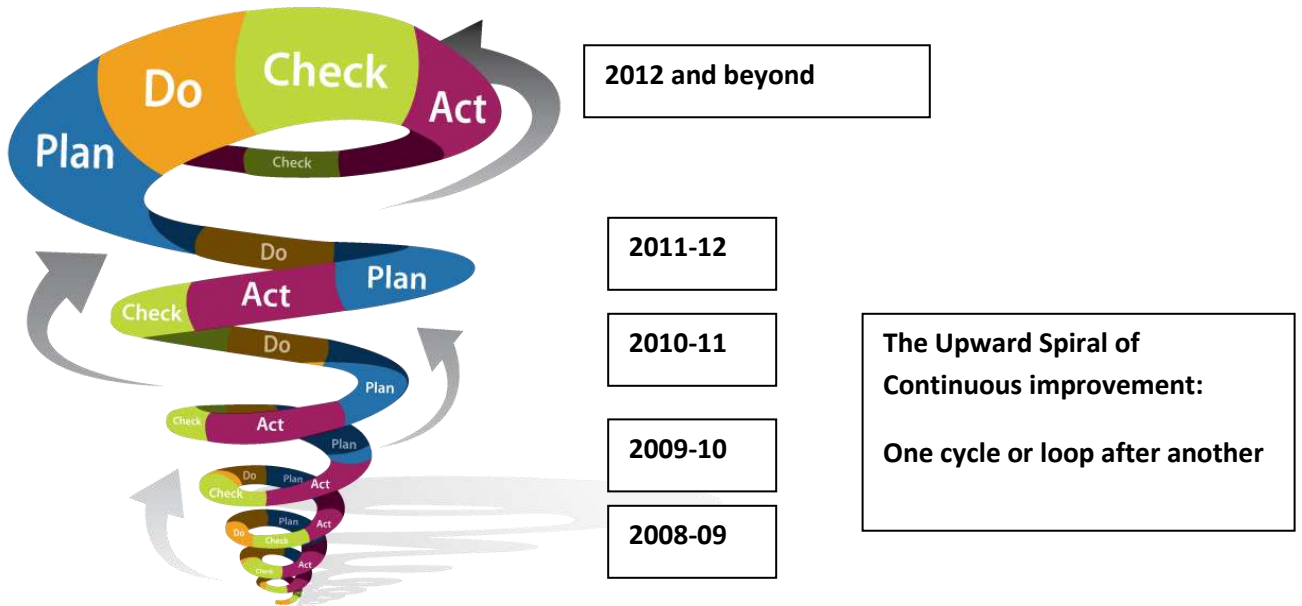 Plan
Do
Check
Act
Check
2012 and beyond
Do
Plan
Act
Check
2011-12
Do
Plan
2010-11
Check
Act
Plan
2009-10
Do
Plan
Check
Act
Plan
Do
Check
Act
2008-09
Check
Act
The Upward Spiral of
Continuous improvement:
One cycle or loop after another